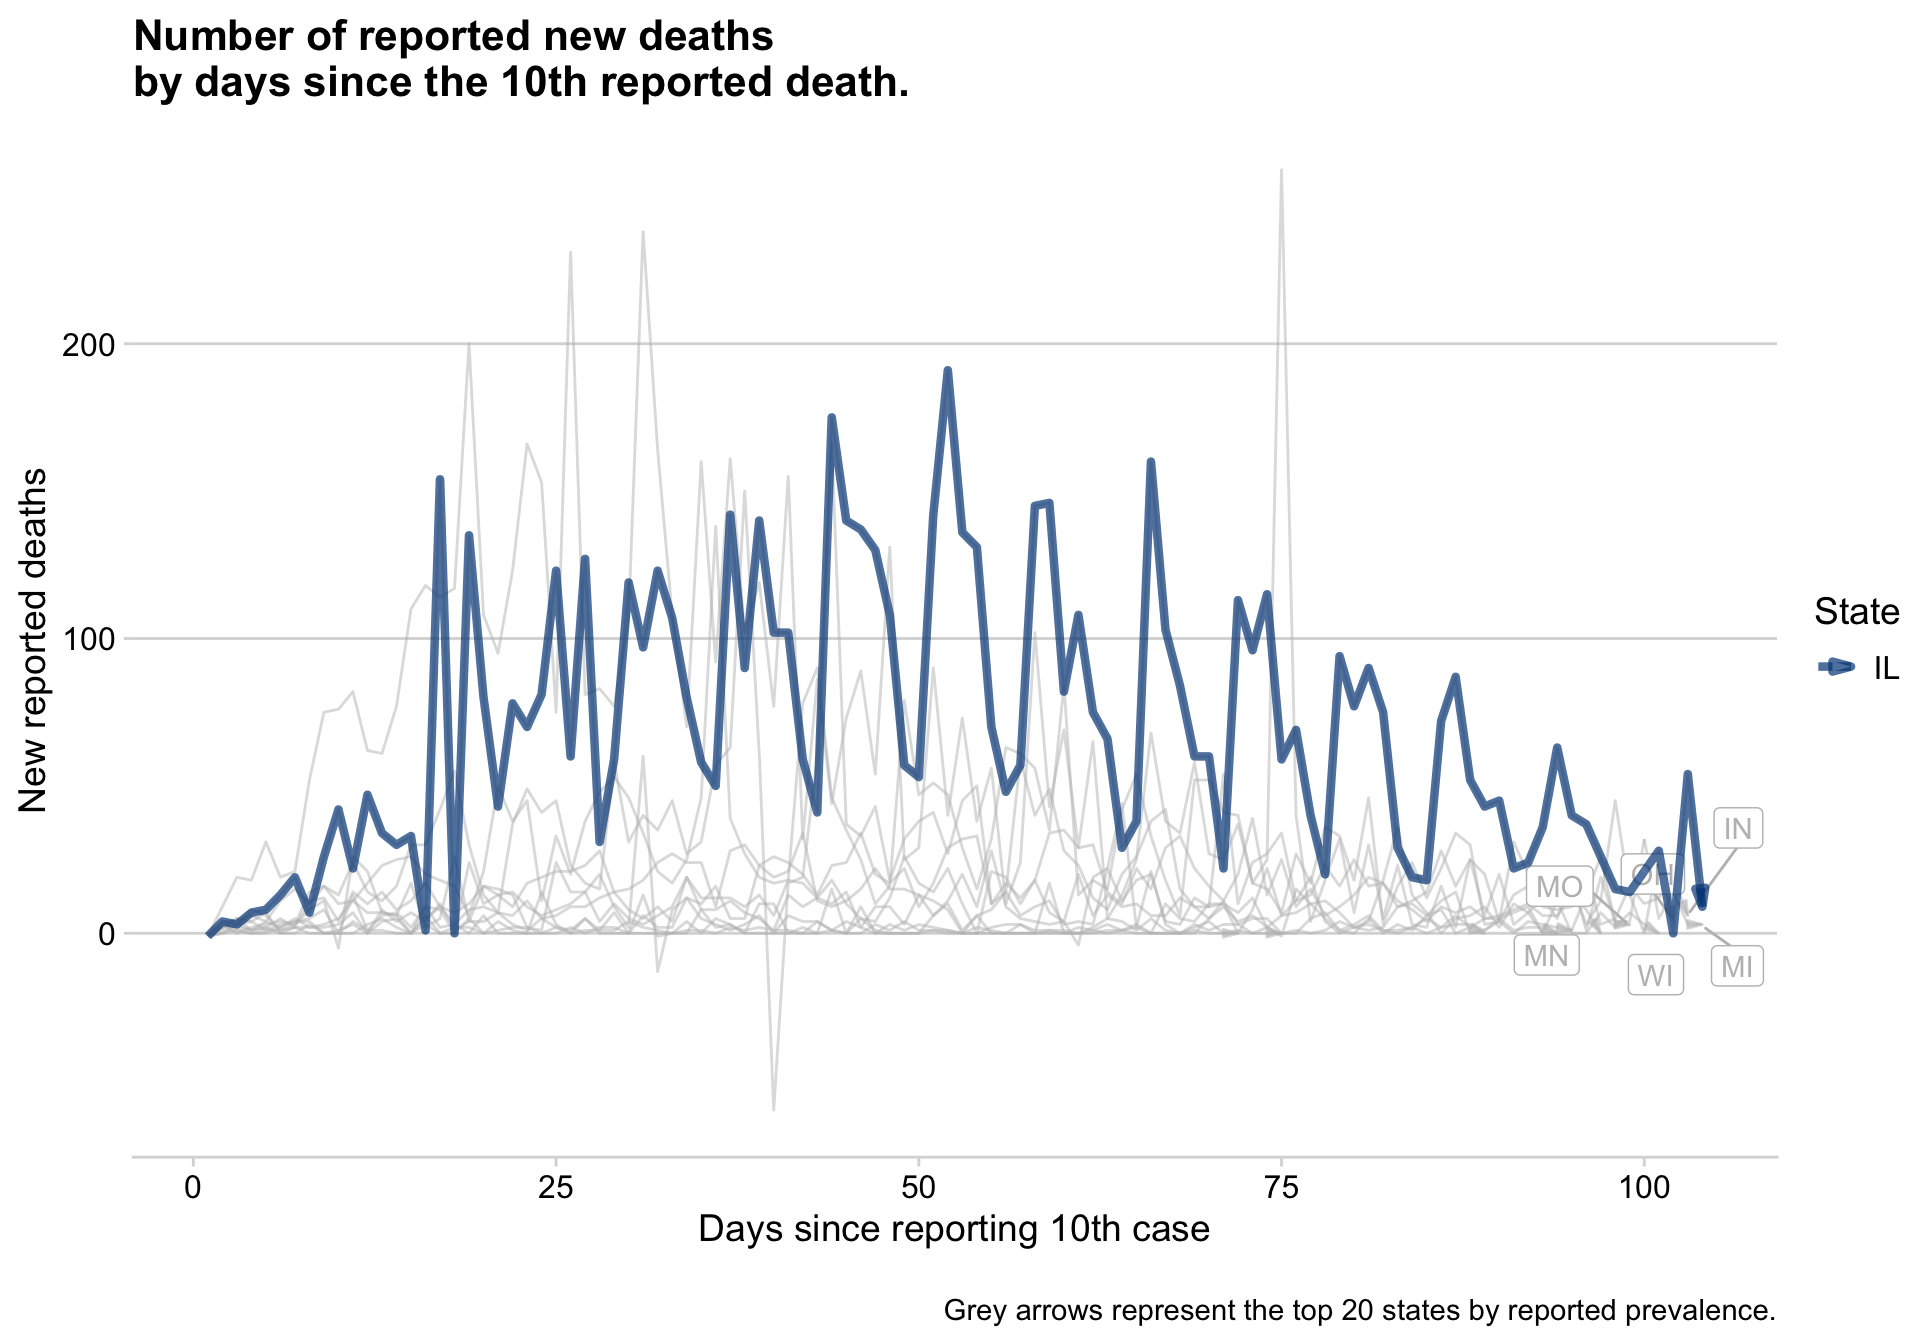 Number of reported new deaths
by days since the 10th reported death.
New reported deaths
200
100
0
State
IL
IN
MO
OH
MN
WI
MI
0
25
50
75
100
Days since reporting 10th case
Grey arrows represent the top 20 states by reported prevalence.